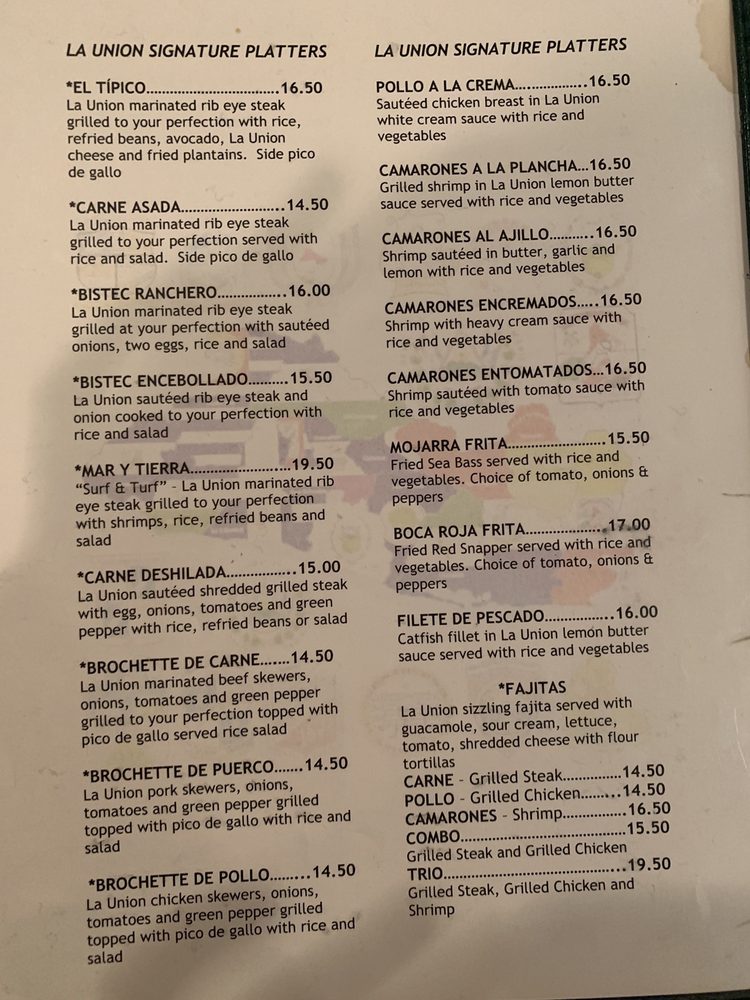 LA UNION SIGNATURE PLATTERS
*EL TÍPICO................................16.50
La Union marinated rib eye steak
grilled to your perfection with rice,
refried beans, avocado, La Union
cheese and fried plantains.  Side pico
de gallo
*CARNE ASADA.........................14.50
La Union marinated rib eye steak
grilled to your perfection served with
rice and salad.  Side pico de gallo
*BISTEC RANCHERO.................16.00
La Union marinated rib eye steak
grilled at your perfection with sautéed
onions, two eggs, rice and salad
*BISTEC ENCEBOLLADO..........15.50
La Union sautéed rib eye steak and
onion cooked to your perfection with
rice and salad
*MAR Y TIERRA.........................19.50
“Surf & Turf” - La Union marinated rib
eye steak grilled to your perfection
with shrimps, rice, refried beans and
salad
*CARNE DESHILADA.................15.00
La Union sautéed shredded grilled steak
with egg, onions, tomatoes and green
pepper with rice, refried beans or salad
*BROCHETTE DE CARNE.......14.50
La Union marinated beef skewers,
onions, tomatoes and green pepper
grilled to your perfection topped with
pico de gallo served rice salad
*BROCHETTE DE PUERCO.......14.50
La Union pork skewers, onions,
tomatoes and green pepper grilled
topped with pico de gallo with rice and
salad
*BROCHETTE DE POLLO.........14.50
La Union chicken skewers, onions,
tomatoes and green pepper grilled
topped with pico de gallo with rice and
salad
LA UNION SIGNATURE PLATTERS
POLLO A LA CREMA..................16.50
Sautéed chicken breast in La Union
white cream sauce with rice and
vegetables
CAMARONES A LA PLANCHA...16.50
Grilled shrimp in La Union lemon butter
sauce served with rice and vegetables
CAMARONES AL AJILLO...........16.50
Shrimp sautéed in butter, garlic and
lemon with rice and vegetables
CAMARONES ENCREMADOS.....16.50
Shrimp with heavy cream sauce with
rice and vegetables
CAMARONES ENTOMATADOS...16.50
Shrimp sautéed with tomato sauce with
rice and vegetables
MOJARRA FRITA........................15.50
Fried Sea Bass served with rice and
vegetables. Choice of tomato, onions &
peppers
BOCA ROJA FRITA....................17.00
Fried Red Snapper served with rice and
vegetables. Choice of tomato, onions &
peppers
FILETE DE PESCADO.................16.00
Catfish fillet in La Union lemon butter
sauce served with rice and vegetables
*FAJITAS
La Union sizzling fajita served with
guacamole, sour cream, lettuce,
tomato, shredded cheese with flour
tortillas
CARNE - Grilled Steak..............14.50
POLLO - Grilled Chicken.........14.50
CAMARONES - Shrimp...............16.50
COMBO........................................15.50
Grilled Steak and Grilled Chicken
TRIO............................................19.50
Grilled Steak, Grilled Chicken and
Shrimp